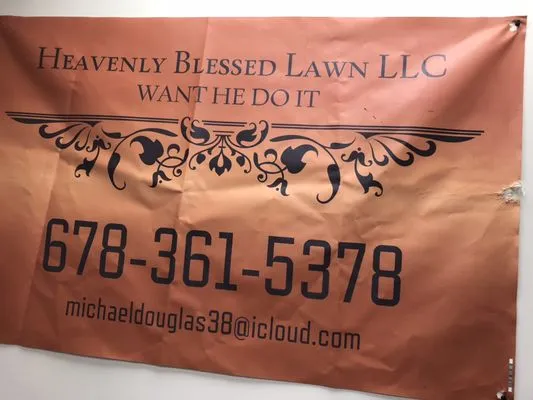 Heavenly Blessed Lawn LLC
WANT HE DO IT
678-361-5378
michaeldouglas38@icloud.com